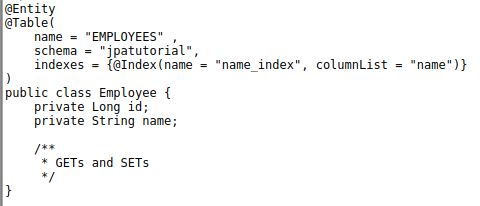 @Entity
@Table(
    name = "EMPLOYEES" ,
    schema = "jpatutorial",
    indexes = {@Index(name = "name_index", columnList = "name")}
)
public class Employee {
    private Long id;
    private String name;

    /**
     * GETs and SETs
     */
}